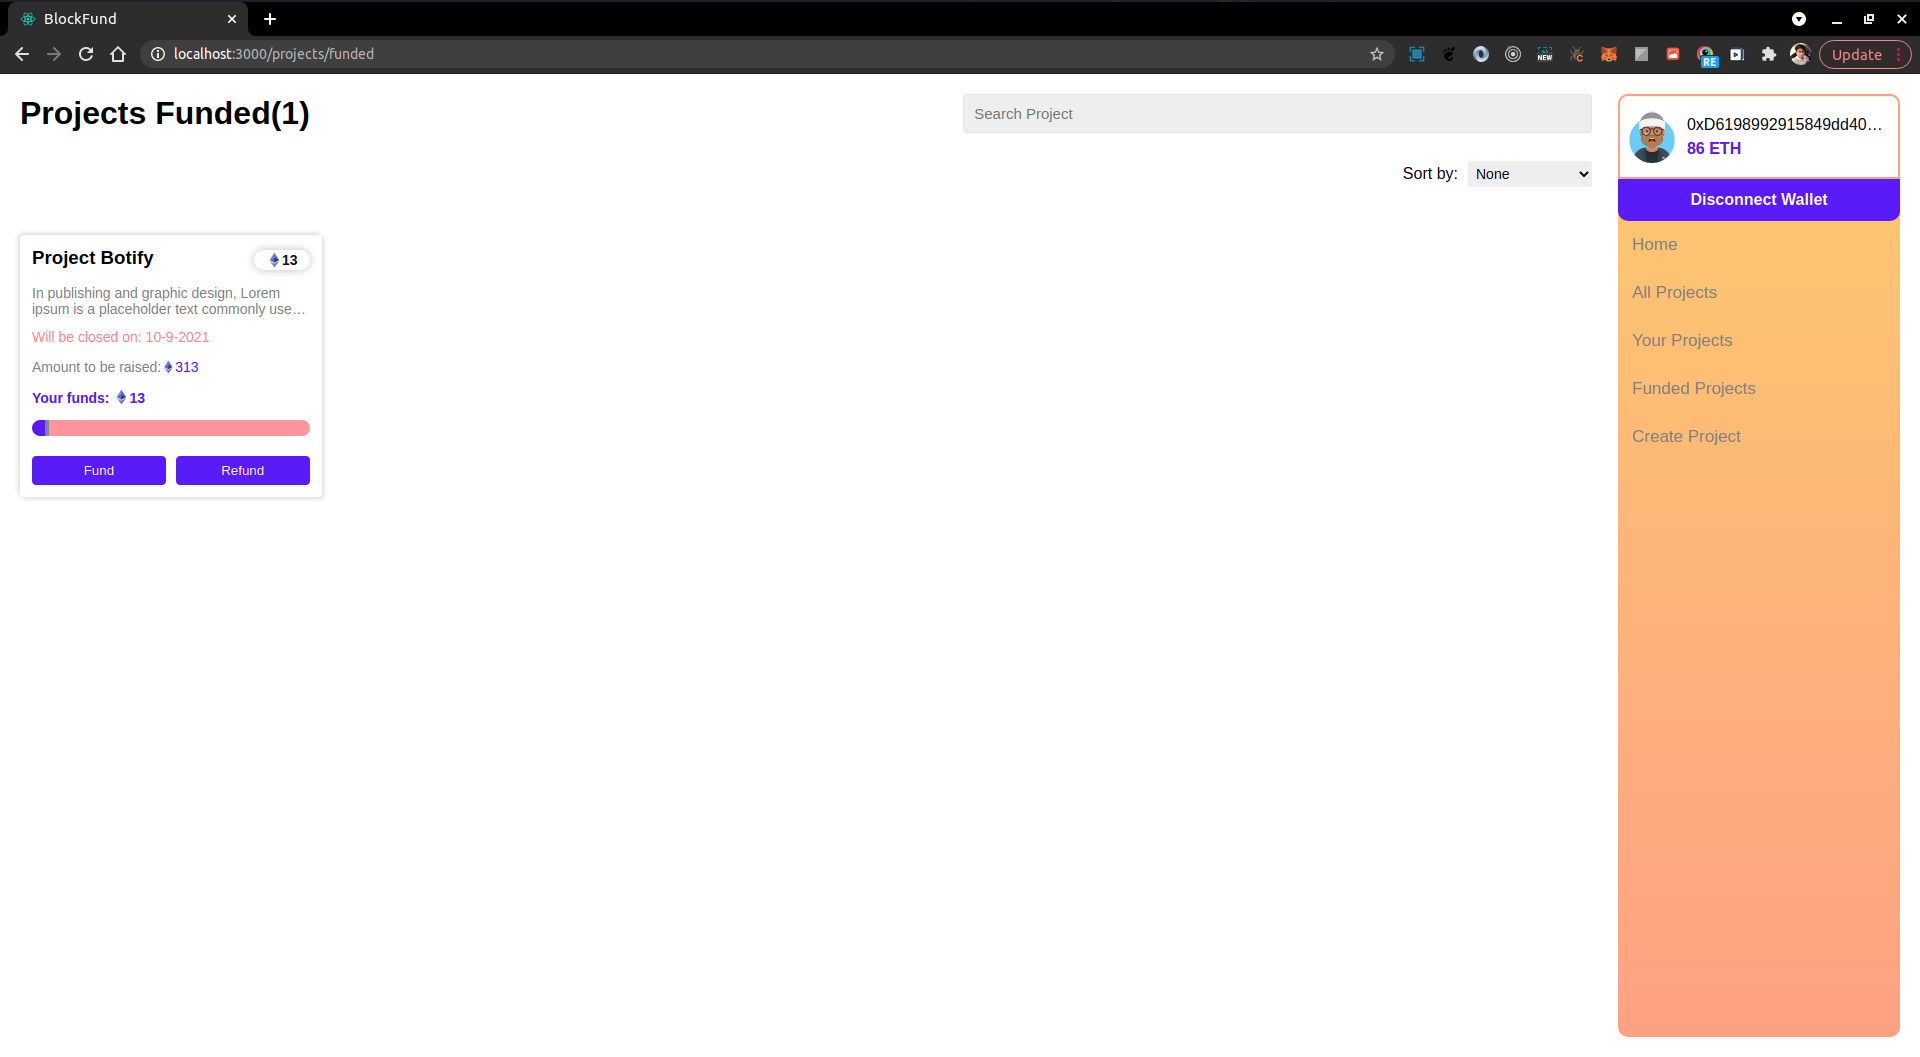 BlockFund
localhost:3000/projects/funded
NEW
C
RE
Update
Projects Funded(1)
Search Project
Sort by: None
0xD6198992915849dd40...
86 ETH
Disconnect Wallet
Home
All Projects
Your Projects
Funded Projects
Create Project
Project Botify
13
In publishing and graphic design, Lorem
ipsum is a placeholder text commonly use...
Will be closed on: 10-9-2021
Amount to be raised: 313
Your funds: 13
Fund
Refund